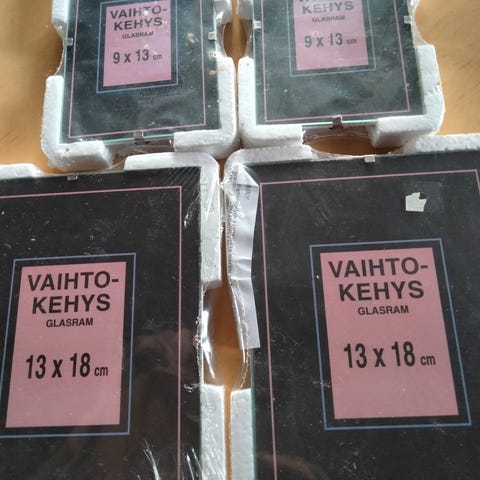 VAIHTO-
KEHYS
GLASRAM
9 x 13 cm
VAIHTO-
KEHYS
GLASRAM
9 x 13 cm
VAIHTO-
KEHYS
GLASRAM
13 x 18 cm
VAIHTO-
KEHYS
GLASRAM
13 x 18 cm